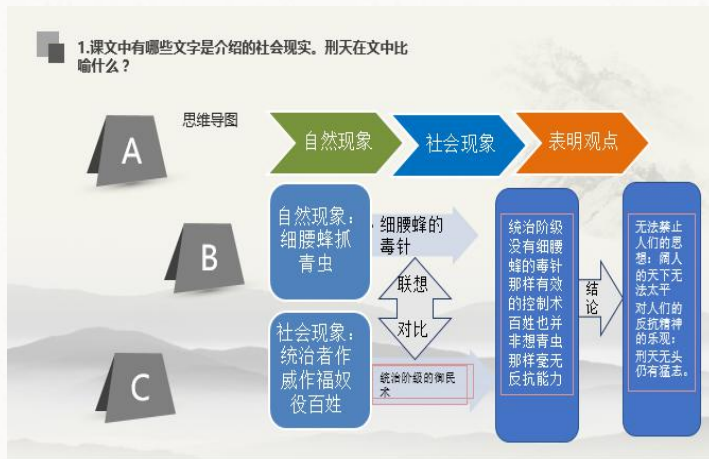 1.课文中有哪些文字是介绍的社会现实。刑天在文中比
喻什么？
思维导图
A
B
C
自然现象
社会现象
表明观点
自然现象：
细腰蜂抓
青虫
细腰蜂的
毒针
联想
对比
社会现象：
统治者作
威作福奴
役百姓
统治阶级的御民
术
统治阶级
没有细腰
蜂的毒针
那样有效
的控制术
百姓也并
非想青虫
那样毫无
反抗能力
结
论
无法禁止
人们的思
想：阔人
的天下无
法太平
对人们的
反抗精神
的乐观：
刑天无头
仍有猛志。